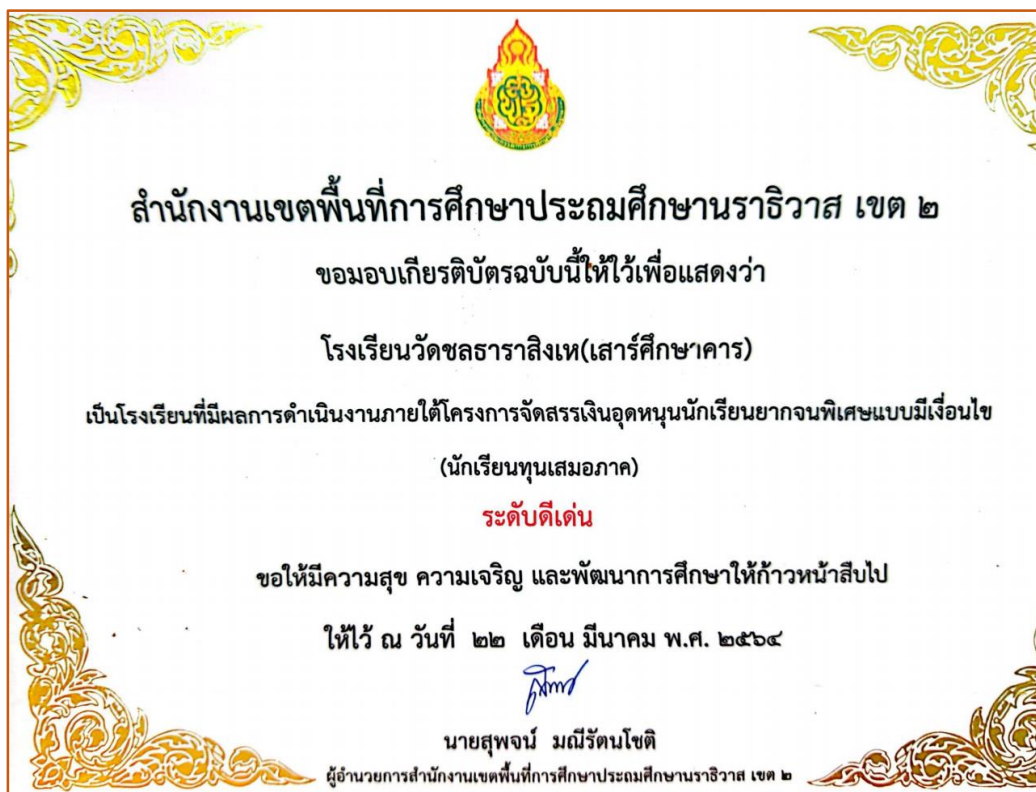 สำนักงานเขตพื้นที่การศึกษาประถมศึกษานราธิวาส เขต ๒
ขอมอบเกียรติบัตรฉบับนี้ให้ไว้เพื่อแสดงว่า
โรงเรียนวัดชลธาราสิงเห(เสาร์ศึกษาคาร)
เป็นโรงเรียนที่มีผลการดำเนินงานภายใต้โครงการจัดสรรเงินอุดหนุนนักเรียนยากจนพิเศษแบบมีเงื่อนไข
(นักเรียนทุนเสมอภาค)
ระดับดีเด่น
ขอให้มีความสุข ความเจริญ และพัฒนาการศึกษาให้ก้าวหน้าสืบไป
ให้ไว้ ณ วันที่ ๒๒ เดือน มีนาคม พ.ศ. ๒๕๖๔
นายสุพจน์ มณีรัตนโชติ
ผู้อำนวยการสำนักงานเขตพื้นที่การศึกษาประถมศึกษานราธิวาส เขต ๒